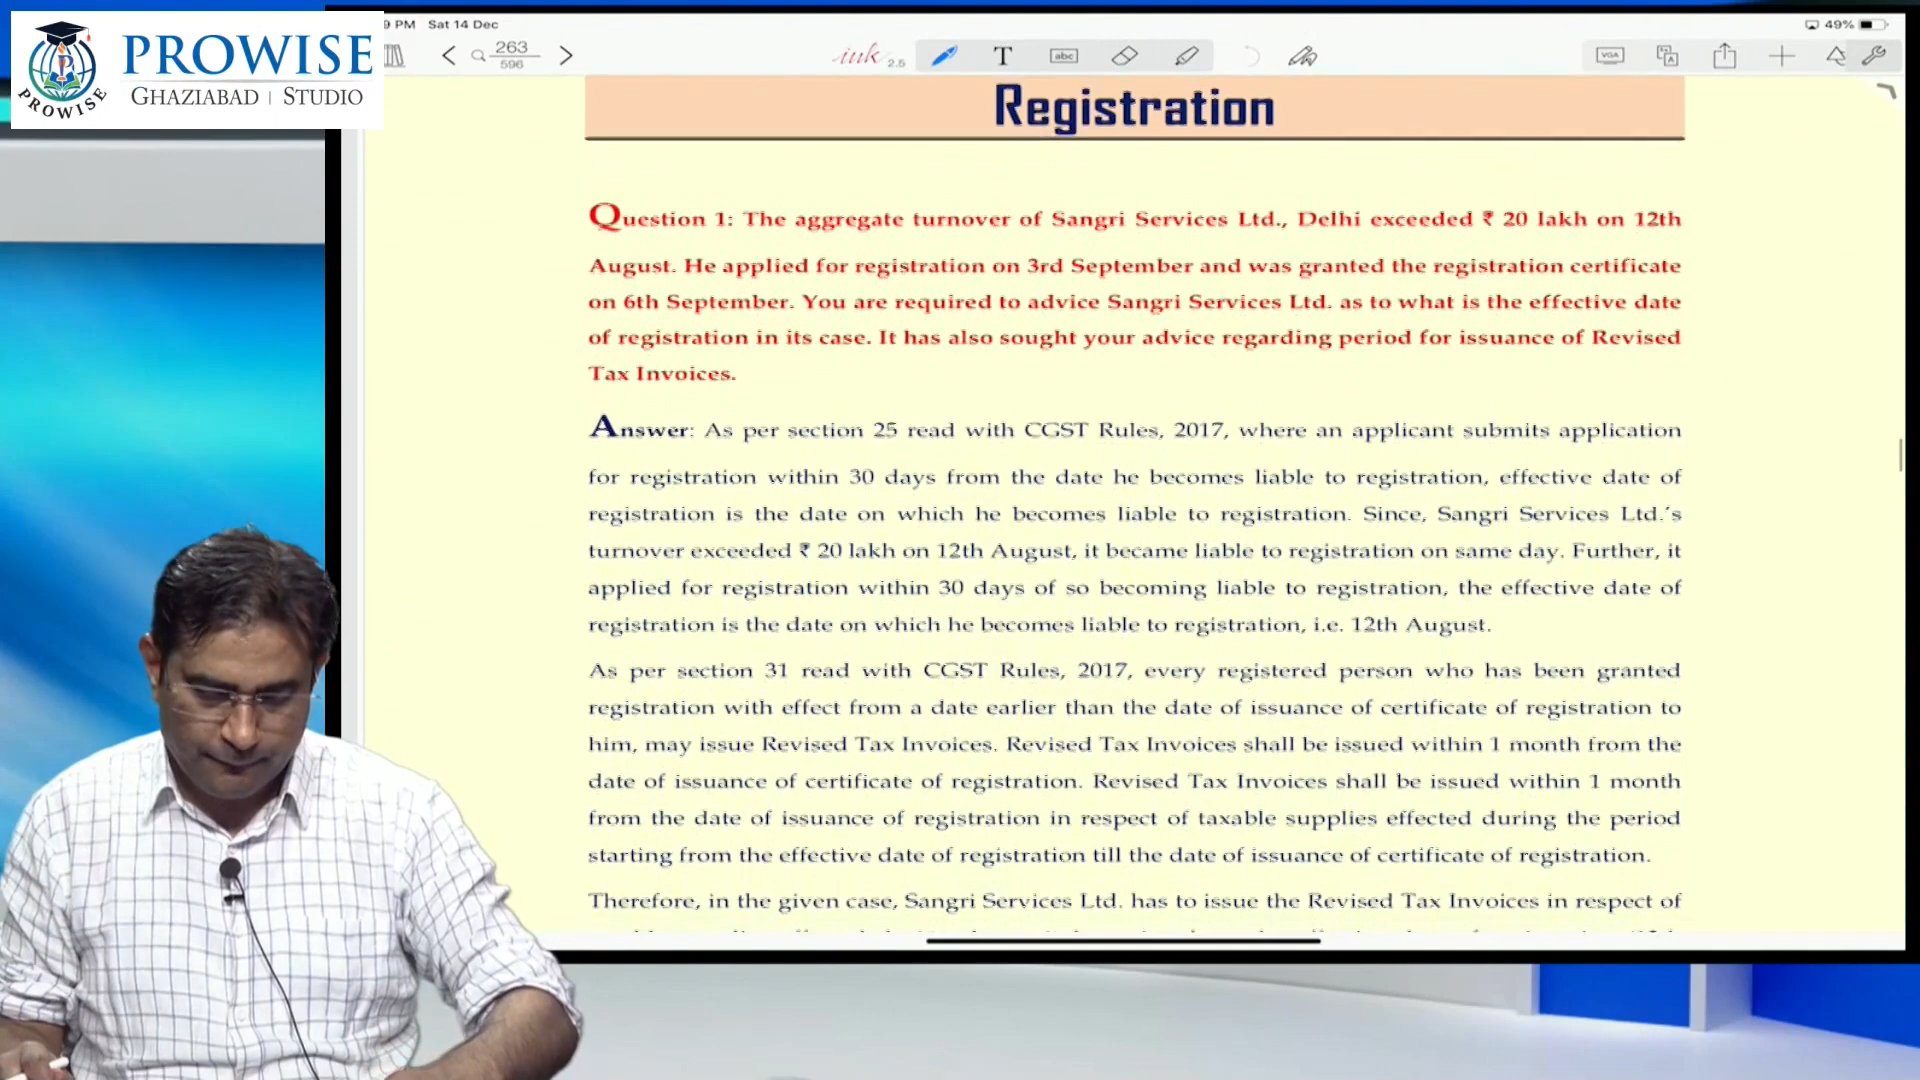 9 PM Sat 14 Dec
49%
PROWISE
GHAZIABAD | STUDIO
PROWISE
263
596
ink 2.5
T
abc
VGA
A
Registration
Question 1: The aggregate turnover of Sangri Services Ltd., Delhi exceeded ₹ 20 lakh on 12th
August. He applied for registration on 3rd September and was granted the registration certificate
on 6th September. You are required to advice Sangri Services Ltd. as to what is the effective date
of registration in its case. It has also sought your advice regarding period for issuance of Revised
Tax Invoices.
Answer: As per section 25 read with CGST Rules, 2017, where an applicant submits application
for registration within 30 days from the date he becomes liable to registration, effective date of
registration is the date on which he becomes liable to registration. Since, Sangri Services Ltd.'s
turnover exceeded ₹ 20 lakh on 12th August, it became liable to registration on same day. Further, it
applied for registration within 30 days of so becoming liable to registration, the effective date of
registration is the date on which he becomes liable to registration, i.e. 12th August.
As per section 31 read with CGST Rules, 2017, every registered person who has been granted
registration with effect from a date earlier than the date of issuance of certificate of registration to
him, may issue Revised Tax Invoices. Revised Tax Invoices shall be issued within 1 month from the
date of issuance of certificate of registration. Revised Tax Invoices shall be issued within 1 month
from the date of issuance of registration in respect of taxable supplies effected during the period
starting from the effective date of registration till the date of issuance of certificate of registration.
Therefore, in the given case, Sangri Services Ltd. has to issue the Revised Tax Invoices in respect of